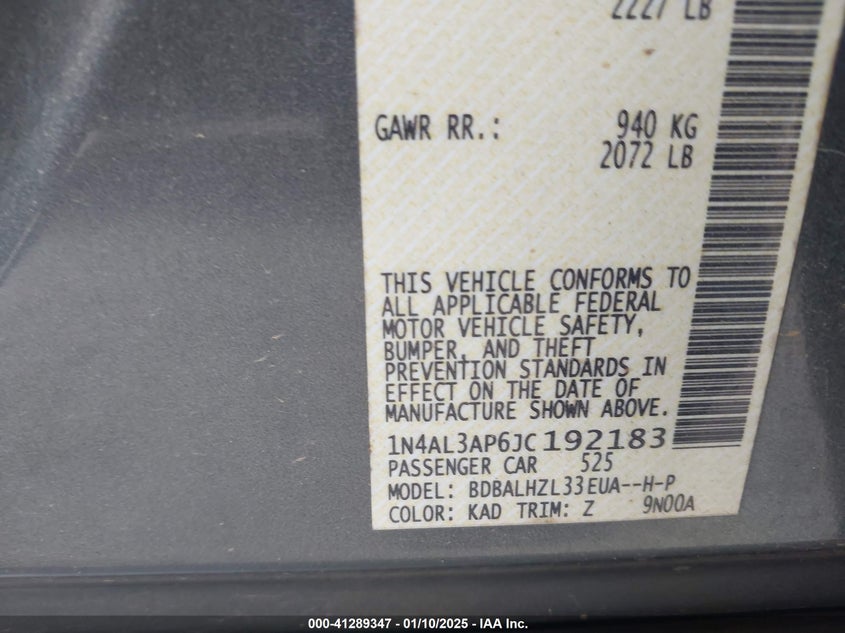 2227 LB
GAWR RR.: 940 KG
2072 LB
THIS VEHICLE CONFORMS TO
ALL APPLICABLE FEDERAL
MOTOR VEHICLE SAFETY,
BUMPER, AND THEFT
PREVENTION STANDARDS IN
EFFECT ON THE DATE OF
MANUFACTURE SHOWN ABOVE.
1N4AL3AP6JC192183
PASSENGER CAR 525
MODEL: BDBALHZL33EUA--H-P
COLOR: KAD TRIM: Z 9N00A
000-41289347 - 01/10/2025 - IAA Inc.